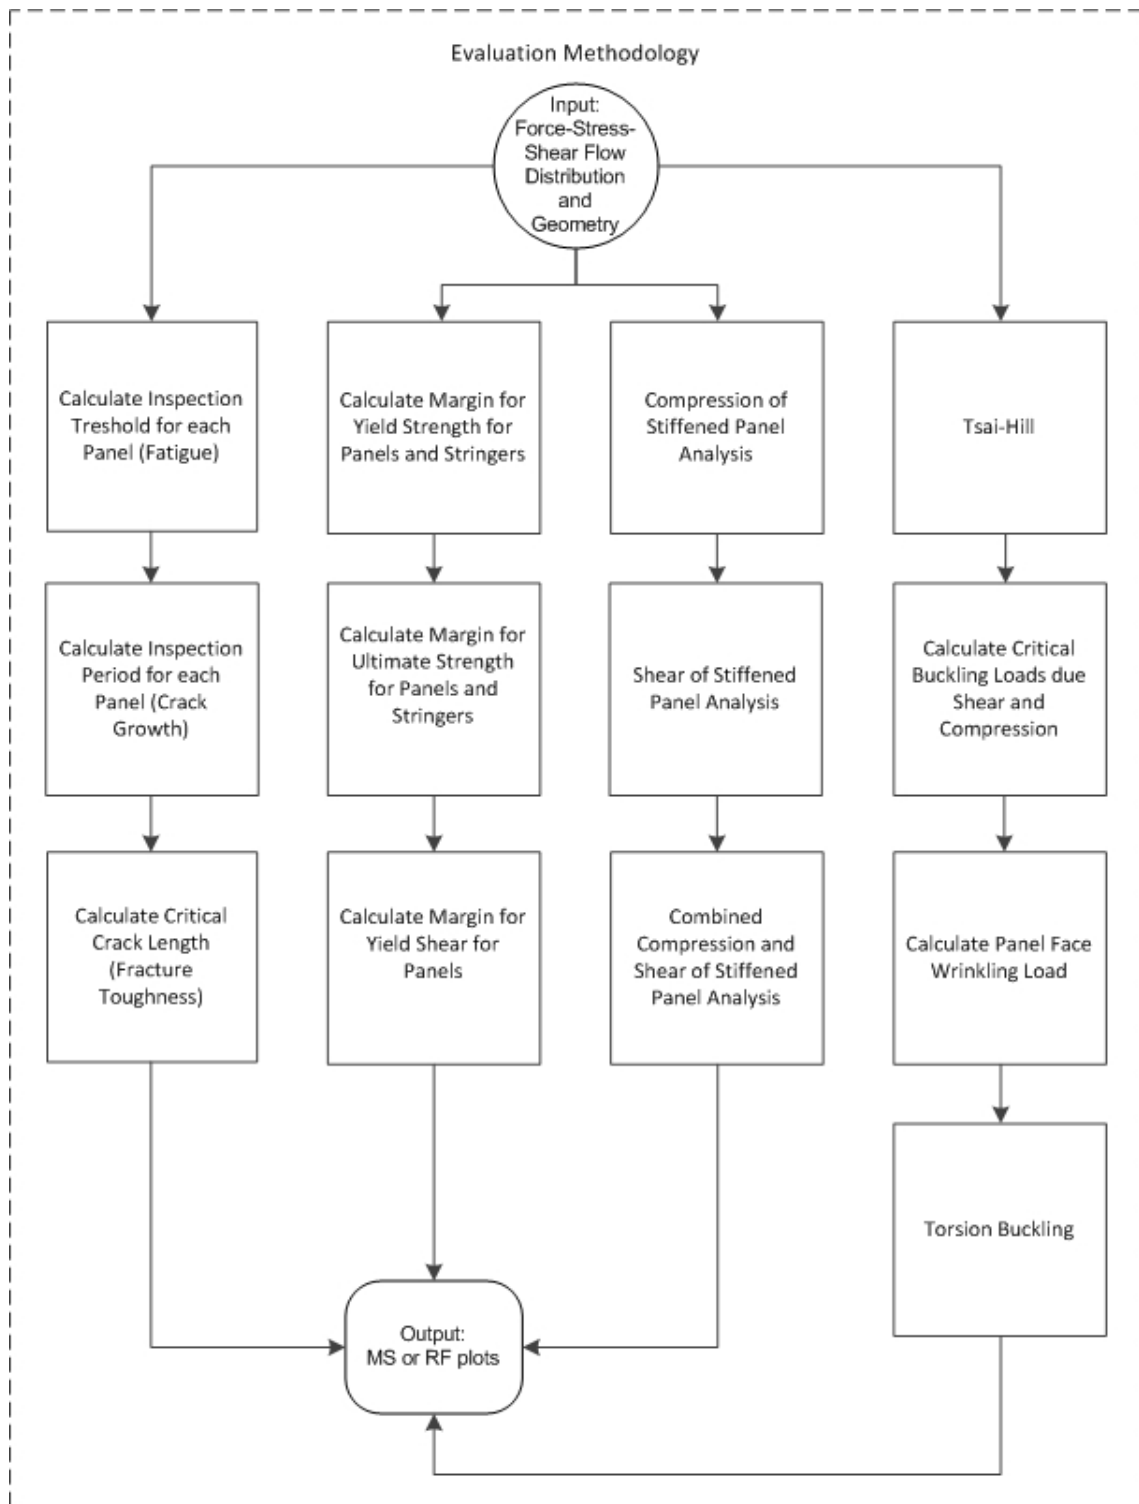 Evaluation Methodology
Input:
Force-Stress-
Shear Flow
Distribution
and
Geometry
Calculate Inspection
Treshold for each
Panel (Fatigue)
Calculate Margin for
Yield Strength for
Panels and Stringers
Compression of
Stiffened Panel
Analysis
Tsai-Hill
Calculate Inspection
Period for each
Panel (Crack
Growth)
Calculate Margin for
Ultimate Strength
for Panels and
Stringers
Shear of Stiffened
Panel Analysis
Calculate Critical
Buckling Loads due
Shear and
Compression
Calculate Critical
Crack Length
(Fracture
Toughness)
Calculate Margin for
Yield Shear for
Panels
Combined
Compression and
Shear of Stiffened
Panel Analysis
Calculate Panel Face
Wrinkling Load
Torsion Buckling
Output:
MS or RF plots